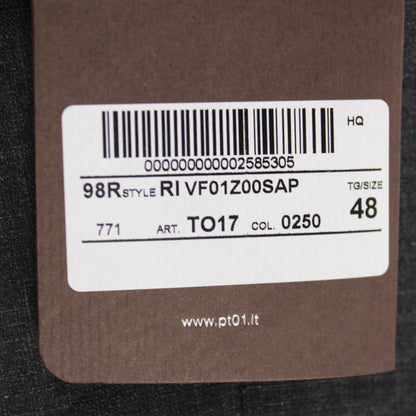 HQ
000000000002585305
98R STYLE RI VF01Z00SAP TG/SIZE
771 ART. TO17 COL. 0250 48
www.pt01.it